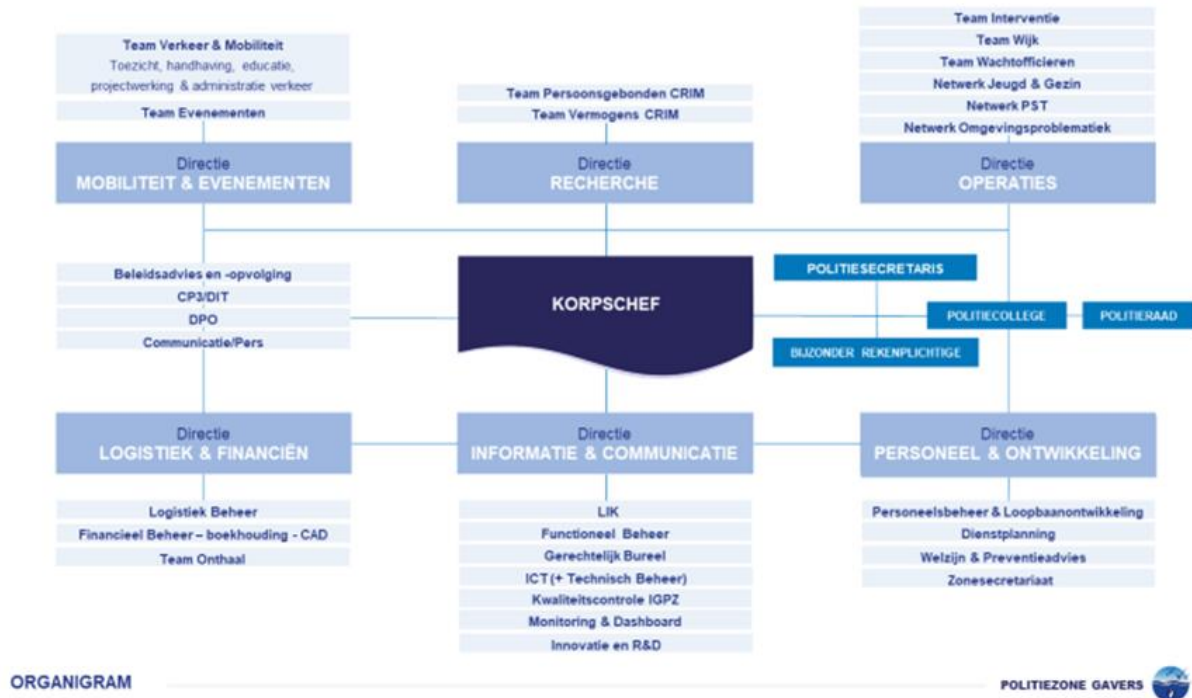 Team Verkeer & Mobiliteit
Toezicht, handhaving, educatie,
projectwerking & administratie verkeer
Team Evenementen
Directie
MOBILITEIT & EVENEMENTEN
Team Persoonsgebonden CRIM
Team Vermogens CRIM
Directie
RECHERCHE
Team Interventie
Team Wijk
Team Wachtofficieren
Netwerk Jeugd & Gezin
Netwerk PST
Netwerk Omgevingsproblematiek
Directie
OPERATIES
Beleidsadvies en -opvolging
CP3/DIT
DPO
Communicatie/Pers
KORPSCHEF
POLITIESECRETARIS
POLITIECOLLEGE
POLITIERAAD
BIJZONDER REKENPLICHTIGE
Directie
LOGISTIEK & FINANCIËN
Logistiek Beheer
Financieel Beheer – boekhouding - CAD
Team Onthaal
Directie
INFORMATIE & COMMUNICATIE
LIK
Functioneel Beheer
Gerechtelijk Bureel
ICT (+ Technisch Beheer)
Kwaliteitscontrole IGPZ
Monitoring & Dashboard
Innovatie en R&D
Directie
PERSONEEL & ONTWIKKELING
Personeelsbeheer & Loopbaanontwikkeling
Dienstplanning
Welzijn & Preventieadvies
Zonesecretariaat
ORGANIGRAM
POLITIEZONE GAVERS